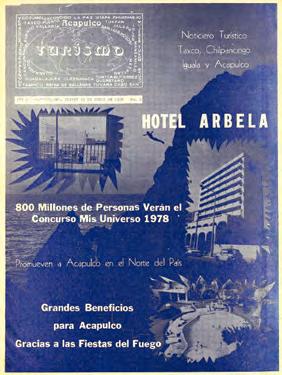 Acapulco
TURISMO
Noticiero Turístico
Taxco, Chilpancingo
Iguala y Acapulco
HOTEL ARBELA
800 Millones de Personas Verán el
Concurso Mis Universo 1978
Promueven a Acapulco en el Norte del País
Grandes Beneficios
para Acapulco
Gracias a las Fiestas del Fuego